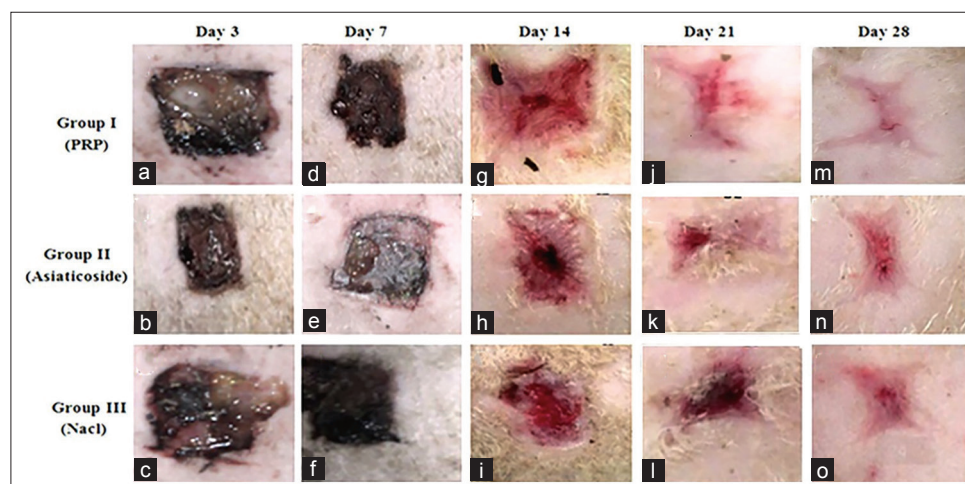 Day 3 Day 7 Day 14 Day 21 Day 28
Group I
(PRP)
a d g j m
Group II
(Asiaticoside)
b e h k n
Group III
(Nacl)
c f i l o